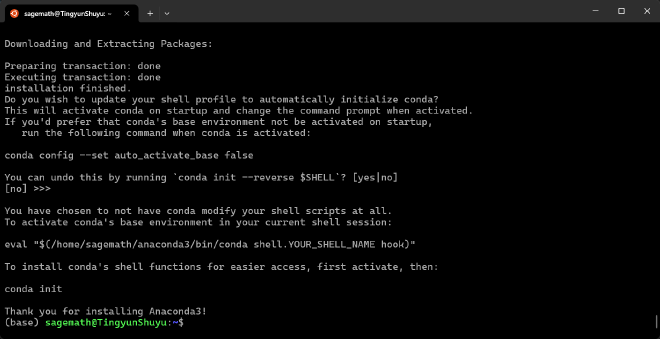 sagemath@TingyunShuyu: ~
Downloading and Extracting Packages:
Preparing transaction: done
Executing transaction: done
installation finished.
Do you wish to update your shell profile to automatically initialize conda?
This will activate conda on startup and change the command prompt when activated.
If you'd prefer that conda's base environment not be activated on startup,
run the following command when conda is activated:
conda config --set auto_activate_base false
You can undo this by running `conda init --reverse $SHELL`? [yes|no]
[no] >>>
You have chosen to not have conda modify your shell scripts at all.
To activate conda's base environment in your current shell session:
eval "$(/home/sagemath/anaconda3/bin/conda shell.YOUR_SHELL_NAME hook)"
To install conda's shell functions for easier access, first activate, then:
conda init
Thank you for installing Anaconda3!
(base) sagemath@TingyunShuyu:~$